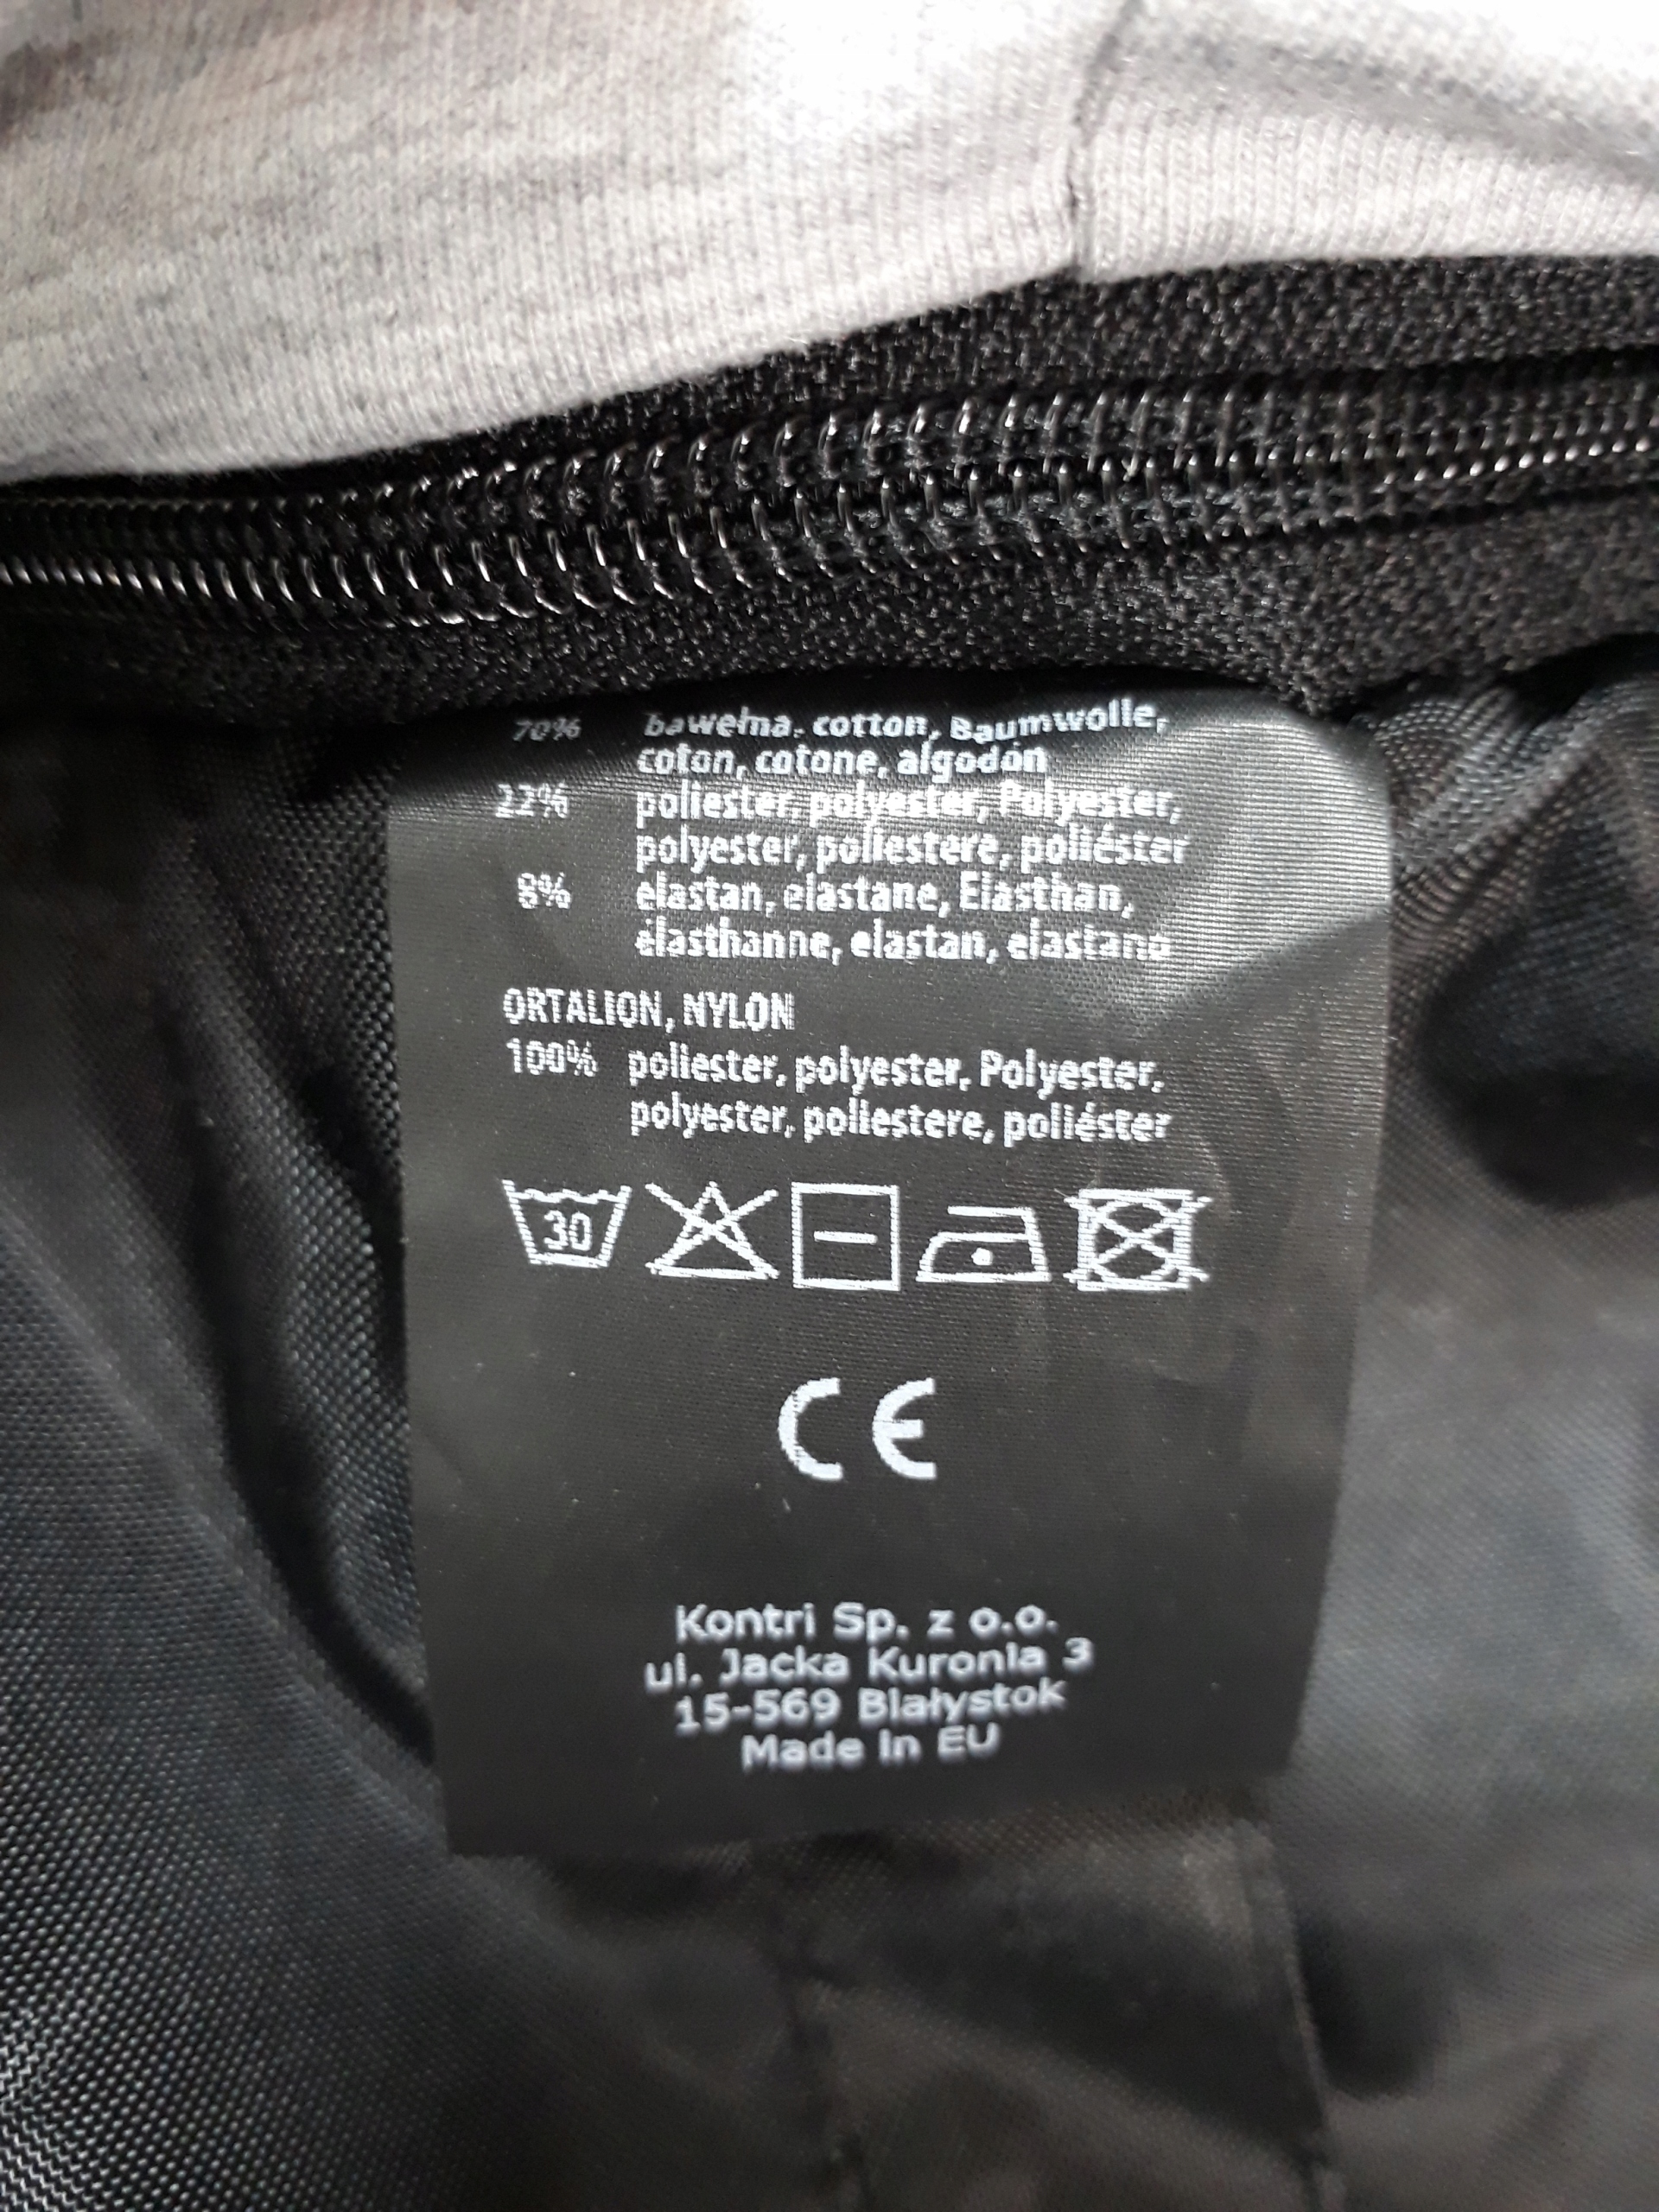 70% bawełna, cotton, Baumwolle,
coton, cotone, algodón
22% poliester, polyester, Polyester,
polyester, poliestere, poliéster
8% elastan, elastane, Elasthan,
élasthanne, elastan, elastano
ORTALION, NYLON
100% poliester, polyester, Polyester,
polyester, poliestere, poliéster
30
CE
Kontri Sp. z o.o.
ul. Jacka Kuronia 3
15-569 Białystok
Made in EU